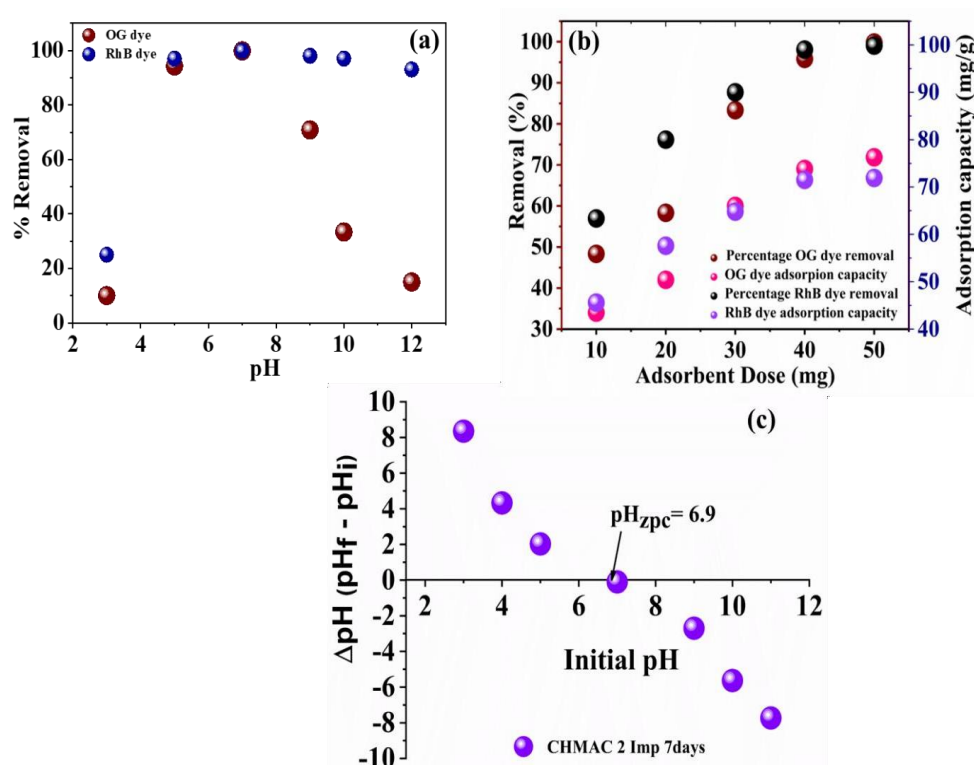 OG dye
RhB dye
(a)
100
80
60
40
20
0
2
4
6
8
10
12
% Removal
pH
(b)
100
90
80
70
60
50
40
30
100
90
80
70
60
50
40
10
20
30
40
50
Removal (%)
Adsorption capacity (mg/g)
Percentage OG dye removal
OG dye adsorpion capacity
Percentage RhB dye removal
RhB dye adsorption capacity
Adsorbent Dose (mg)
(c)
10
8
6
4
2
0
-2
-4
-6
-8
-10
2
4
6
8
10
12
ΔpH (pHf - pHi)
pHzpc= 6.9
Initial pH
CHMAC 2 Imp 7days